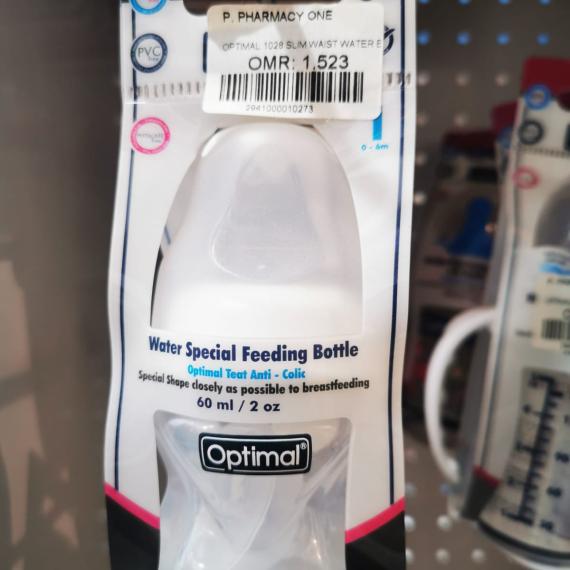 P. PHARMACY ONE
OPTIMAL 1028 SLIM WAIST WATER
OMR: 1,523
2941000010273
PVC
Free
0 - 6m
Water Special Feeding Bottle
Optimal Teat Anti - Colic
Special Shape closely as possible to breastfeeding
60 ml / 2 oz
Optimal®